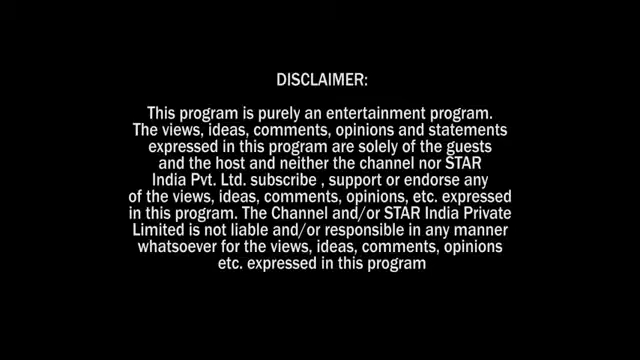 DISCLAIMER:
This program is purely an entertainment program.
The views, ideas, comments, opinions and statements
expressed in this program are solely of the guests
and the host and neither the channel nor STAR
India Pvt. Ltd. subscribe , support or endorse any
of the views, ideas, comments, opinions, etc. expressed
in this program. The Channel and/or STAR India Private
Limited is not liable and/or responsible in any manner
whatsoever for the views, ideas, comments, opinions
etc. expressed in this program